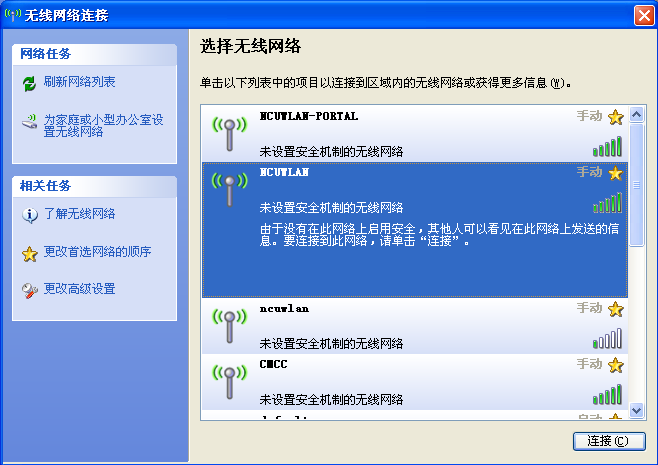 无线网络连接
网络任务
刷新网络列表
为家庭或小型办公室设
置无线网络
相关任务
了解无线网络
更改首选网络的顺序
更改高级设置
选择无线网络
单击以下列表中的项目以连接到区域内的无线网络或获得更多信息(W)。
NCUWLAN-PORTAL 手动
未设置安全机制的无线网络
NCUWLAN 手动
未设置安全机制的无线网络
由于没有在此网络上启用安全，其他人可以看见在此网络上发送的信
息。要连接到此网络，请单击“连接”。
ncuwlan 手动
未设置安全机制的无线网络
CMCC 手动
未设置安全机制的无线网络
连接(C)